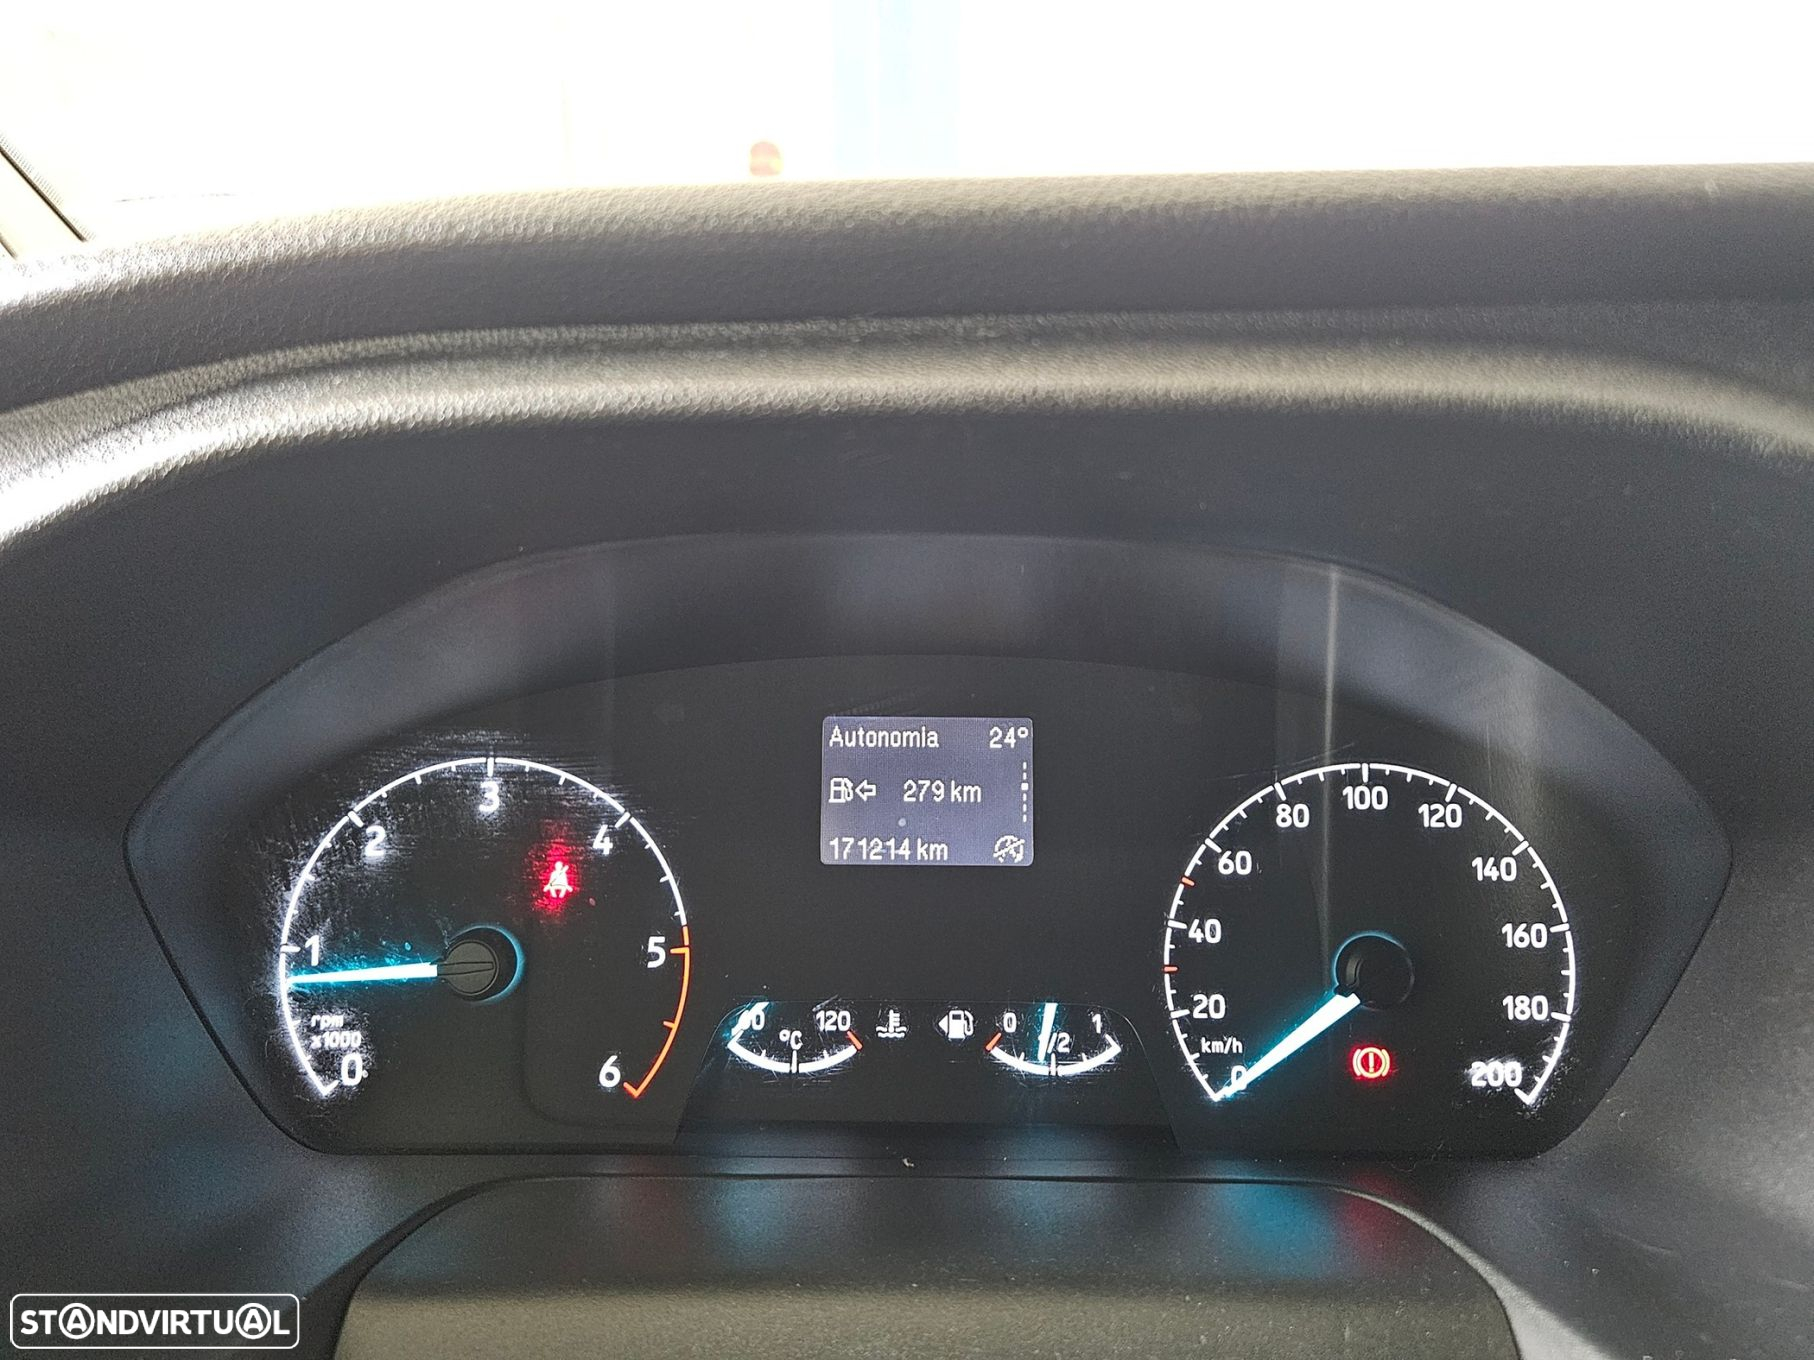 Autonomia 24°
279 km
171214 km
0 1 2 3 4 5 6
rpm
x1000
120
°C
0 1/2 1
0 20 40 60 80 100 120 140 160 180 200
km/h
STANDVIRTUAL